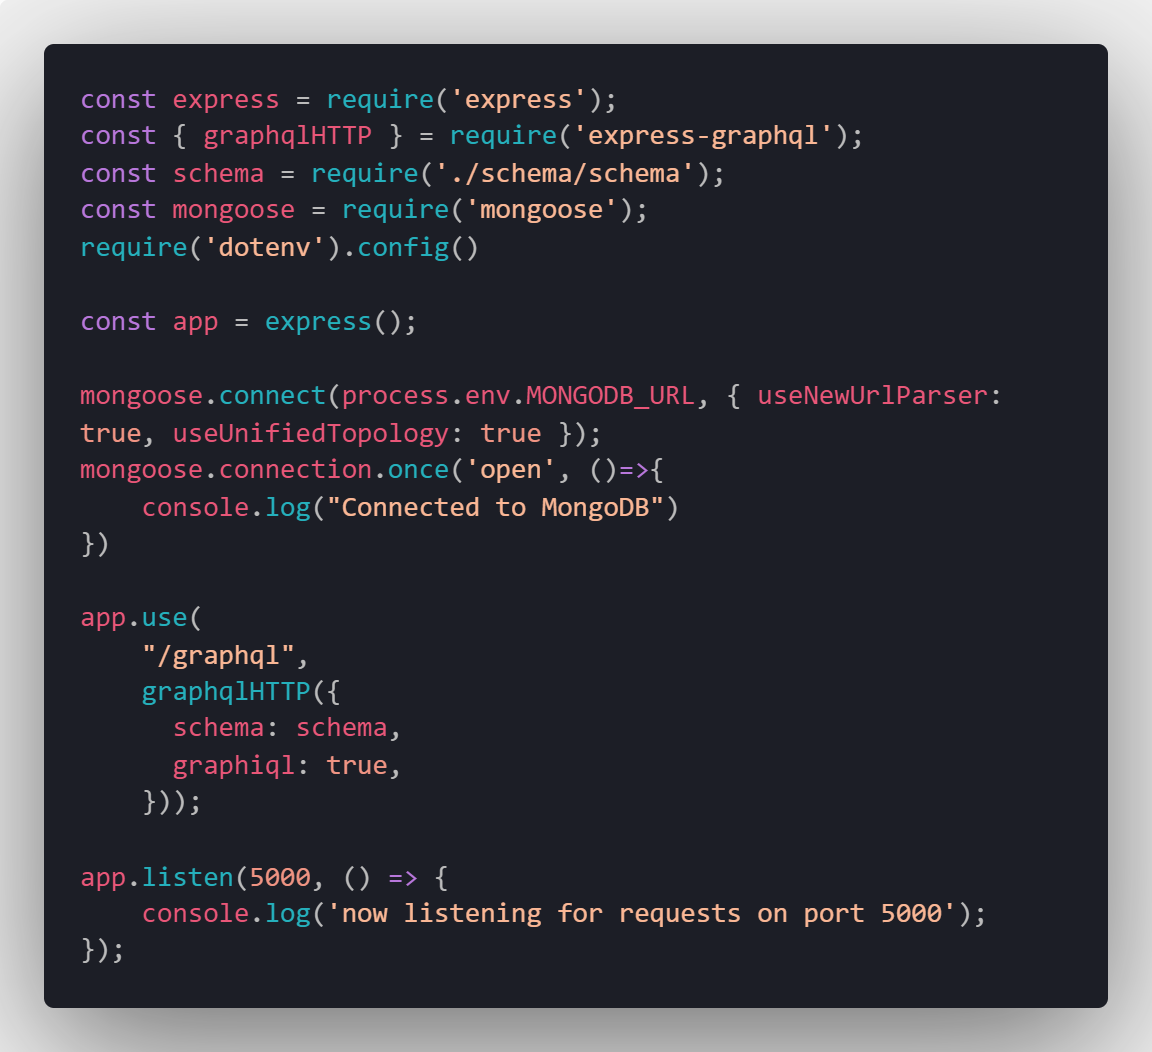 const express = require('express');
const { graphqlHTTP } = require('express-graphql');
const schema = require('./schema/schema');
const mongoose = require('mongoose');
require('dotenv').config()

const app = express();

mongoose.connect(process.env.MONGODB_URL, { useNewUrlParser:
true, useUnifiedTopology: true });
mongoose.connection.once('open', ()=>{
    console.log("Connected to MongoDB")
})

app.use(
    "/graphql",
    graphqlHTTP({
      schema: schema,
      graphiql: true,
    }));

app.listen(5000, () => {
    console.log('now listening for requests on port 5000');
});